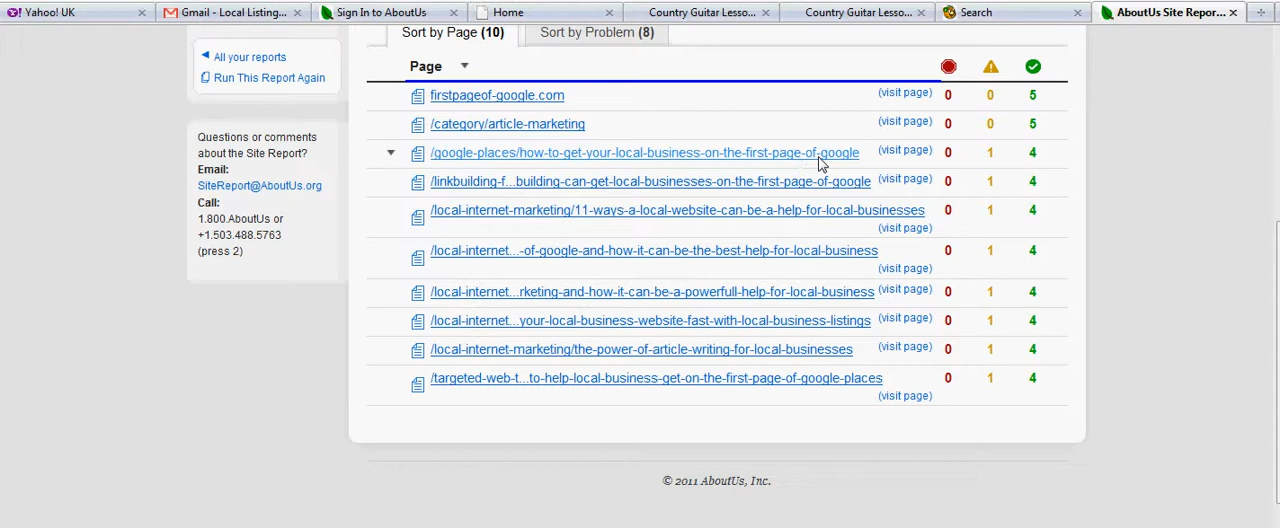 Yahoo! UK
Gmail - Local Listing...
Sign In to AboutUs
Home
Country Guitar Lesso...
Country Guitar Lesso...
Search
AboutUs Site Repor...
Sort by Page (10)
Sort by Problem (8)
All your reports
Run This Report Again
Questions or comments
about the Site Report?
Email:
SiteReport@AboutUs.org
Call:
1.800.AboutUs or
+1.503.488.5763
(press 2)
Page
firstpageof-google.com (visit page) 0 0 5
/category/article-marketing (visit page) 0 0 5
/google-places/how-to-get-your-local-business-on-the-first-page-of-google (visit page) 0 1 4
/linkbuilding-f...building-can-get-local-businesses-on-the-first-page-of-google (visit page) 0 1 4
/local-internet-marketing/11-ways-a-local-website-can-be-a-help-for-local-businesses 0 1 4
(visit page)
/local-internet...-of-google-and-how-it-can-be-the-best-help-for-local-business 0 1 4
(visit page)
/local-internet...rketing-and-how-it-can-be-a-powerfull-help-for-local-business (visit page) 0 1 4
/local-internet...your-local-business-website-fast-with-local-business-listings (visit page) 0 1 4
/local-internet-marketing/the-power-of-article-writing-for-local-businesses (visit page) 0 1 4
/targeted-web-t...to-help-local-business-get-on-the-first-page-of-google-places 0 1 4
(visit page)
© 2011 AboutUs, Inc.